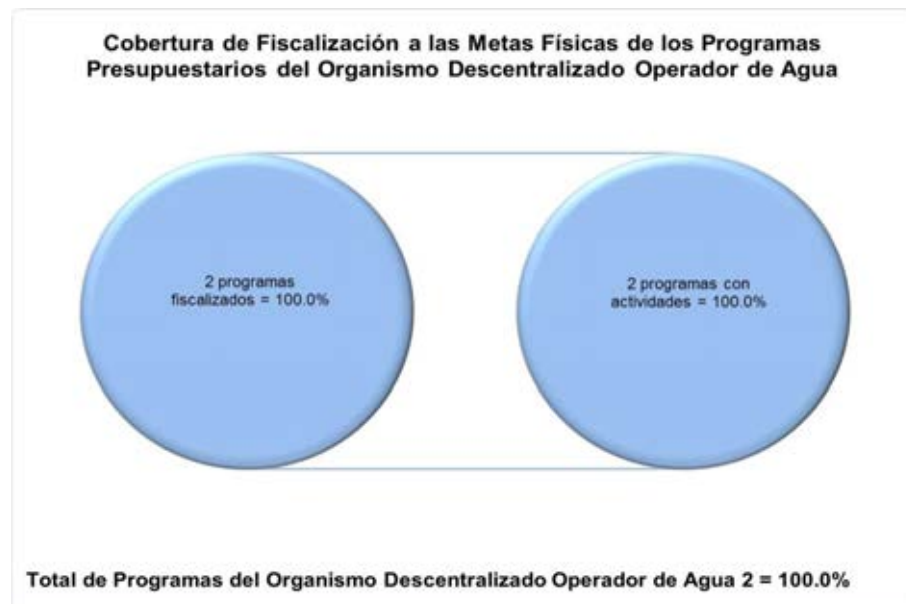 Cobertura de Fiscalización a las Metas Físicas de los Programas
Presupuestarios del Organismo Descentralizado Operador de Agua
2 programas
fiscalizados = 100.0%
2 programas con
actividades = 100.0%
Total de Programas del Organismo Descentralizado Operador de Agua 2 = 100.0%